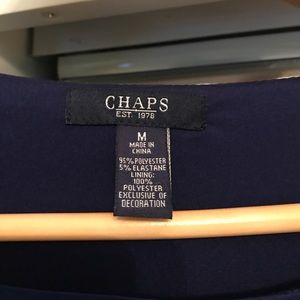 CHAPS
EST. 1978
M
MADE IN
CHINA
95% POLYESTER
5% ELASTANE
LINING:
100%
POLYESTER
EXCLUSIVE OF
DECORATION